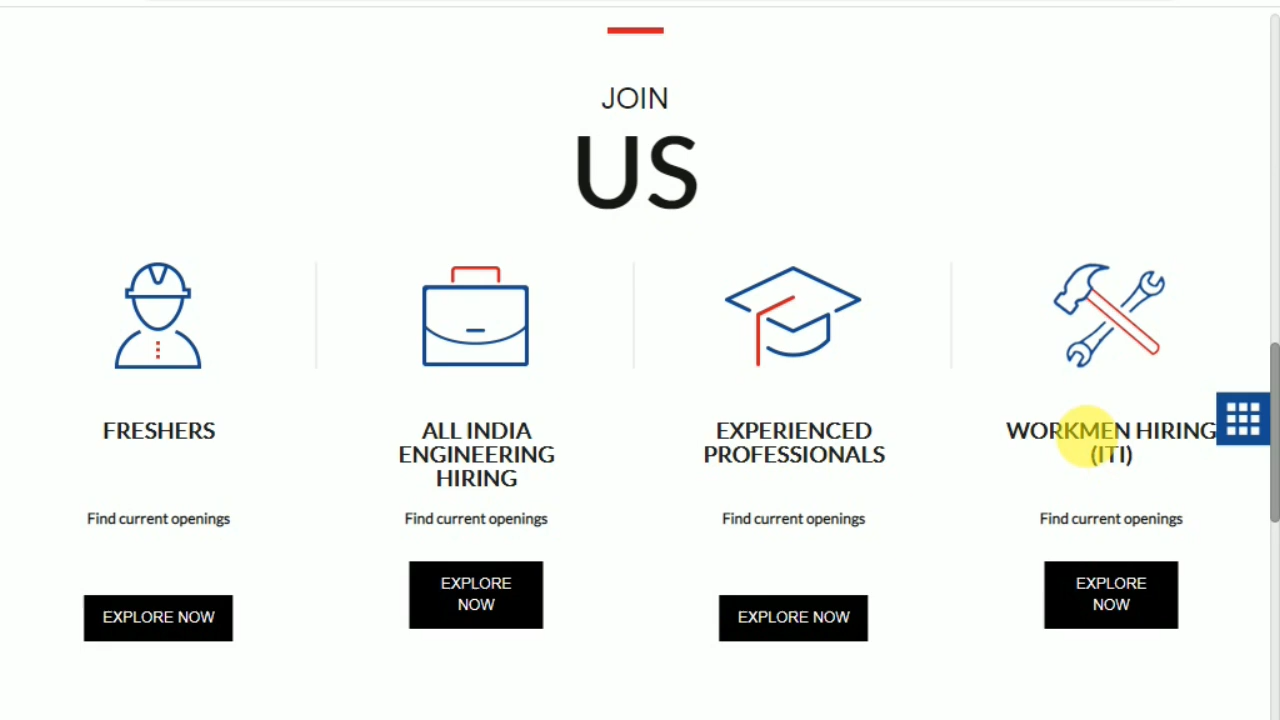 JOIN
US
FRESHERS
Find current openings
EXPLORE NOW
ALL INDIA
ENGINEERING
HIRING
Find current openings
EXPLORE
NOW
EXPERIENCED
PROFESSIONALS
Find current openings
EXPLORE NOW
WORKMEN HIRING
(ITI)
Find current openings
EXPLORE
NOW